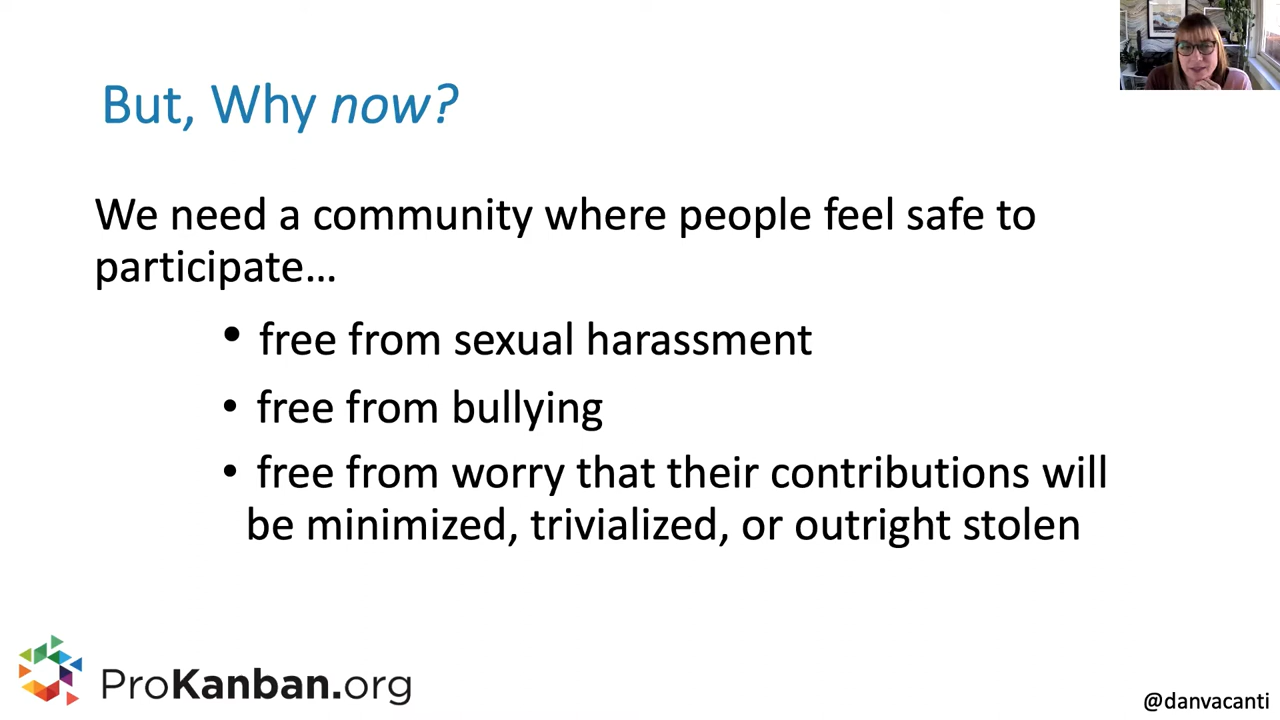 But, Why now?
We need a community where people feel safe to
participate…
• free from sexual harassment
• free from bullying
• free from worry that their contributions will
be minimized, trivialized, or outright stolen
ProKanban.org
@danvacanti